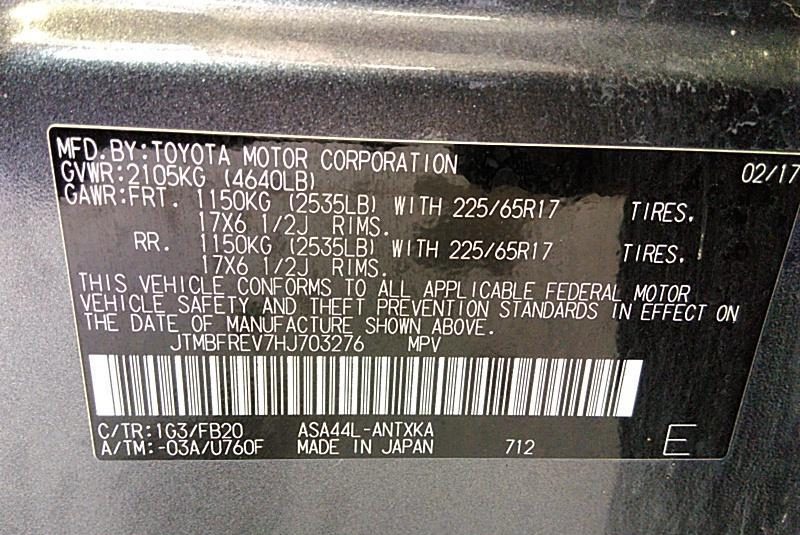 MFD.BY:TOYOTA MOTOR CORPORATION 02/17
GVWR:2105KG (4640LB)
GAWR:FRT. 1150KG (2535LB) WITH 225/65R17 TIRES.
17X6 1/2J RIMS.
RR. 1150KG (2535LB) WITH 225/65R17 TIRES.
17X6 1/2J RIMS.
THIS VEHICLE CONFORMS TO ALL APPLICABLE FEDERAL MOTOR
VEHICLE SAFETY AND THEFT PREVENTION STANDARDS IN EFFECT ON
THE DATE OF MANUFACTURE SHOWN ABOVE.
JTMBFREV7HJ703276 MPV
C/TR:1G3/FB20 ASA44L-ANTXKA
A/TM:-03A/U760F MADE IN JAPAN 712 E